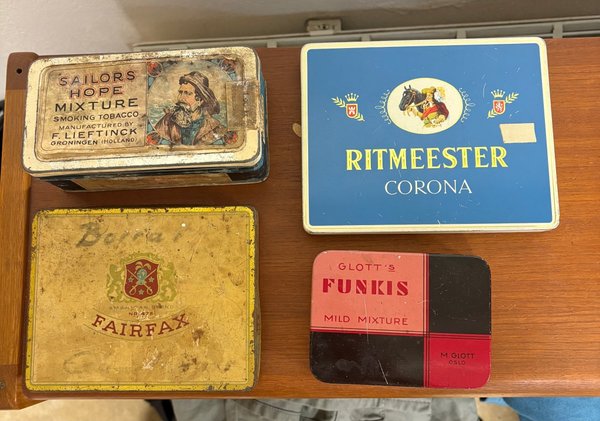 SAILORS
HOPE
MIXTURE
SMOKING TOBACCO
MANUFACTURED BY
F. LIEFTINCK
GRONINGEN (HOLLAND)
RITMEESTER
CORONA
FAIRFAX
GLOTT'S
FUNKIS
MILD MIXTURE
M. GLOTT
OSLO